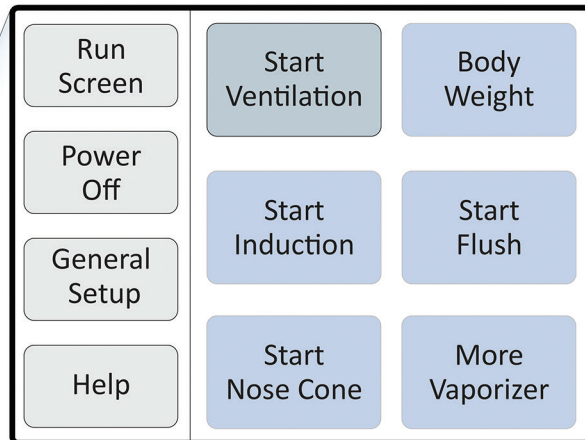 Run
Screen
Power
Off
General
Setup
Help
Start
Ventilation
Body
Weight
Start
Induction
Start
Flush
Start
Nose Cone
More
Vaporizer